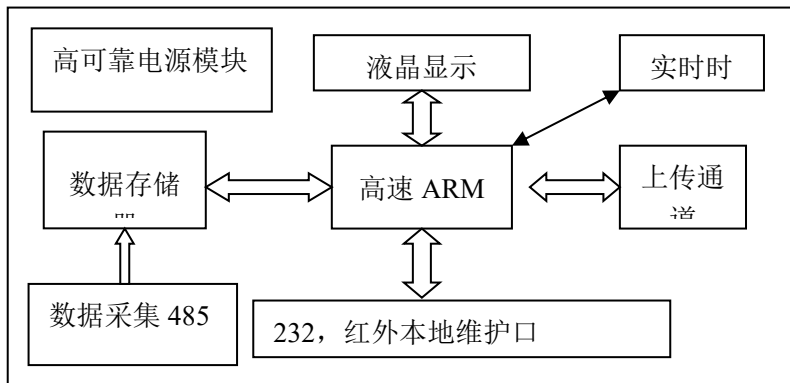 高可靠电源模块
液晶显示
实时时
数据存储
高速 ARM
上传通
数据采集 485
232，红外本地维护口